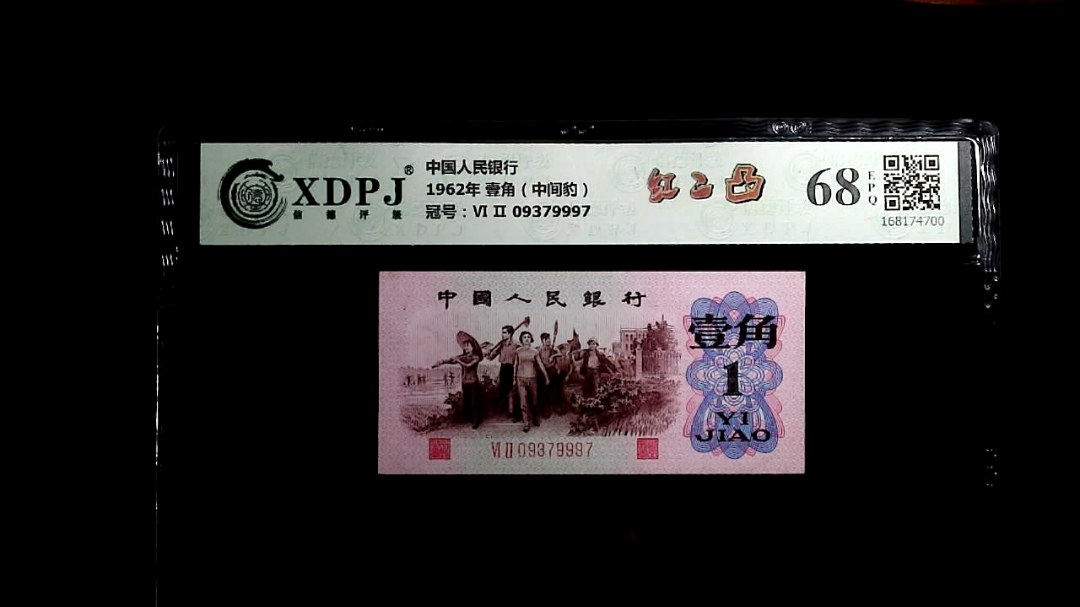 XDPJ®
信德评级
中国人民银行
1962年 壹角（中间豹）
冠号：VI II 09379997
红二凸
68
EPQ
168174700
中國人民銀行
壹角
1
YI
JIAO
VI II 09379997